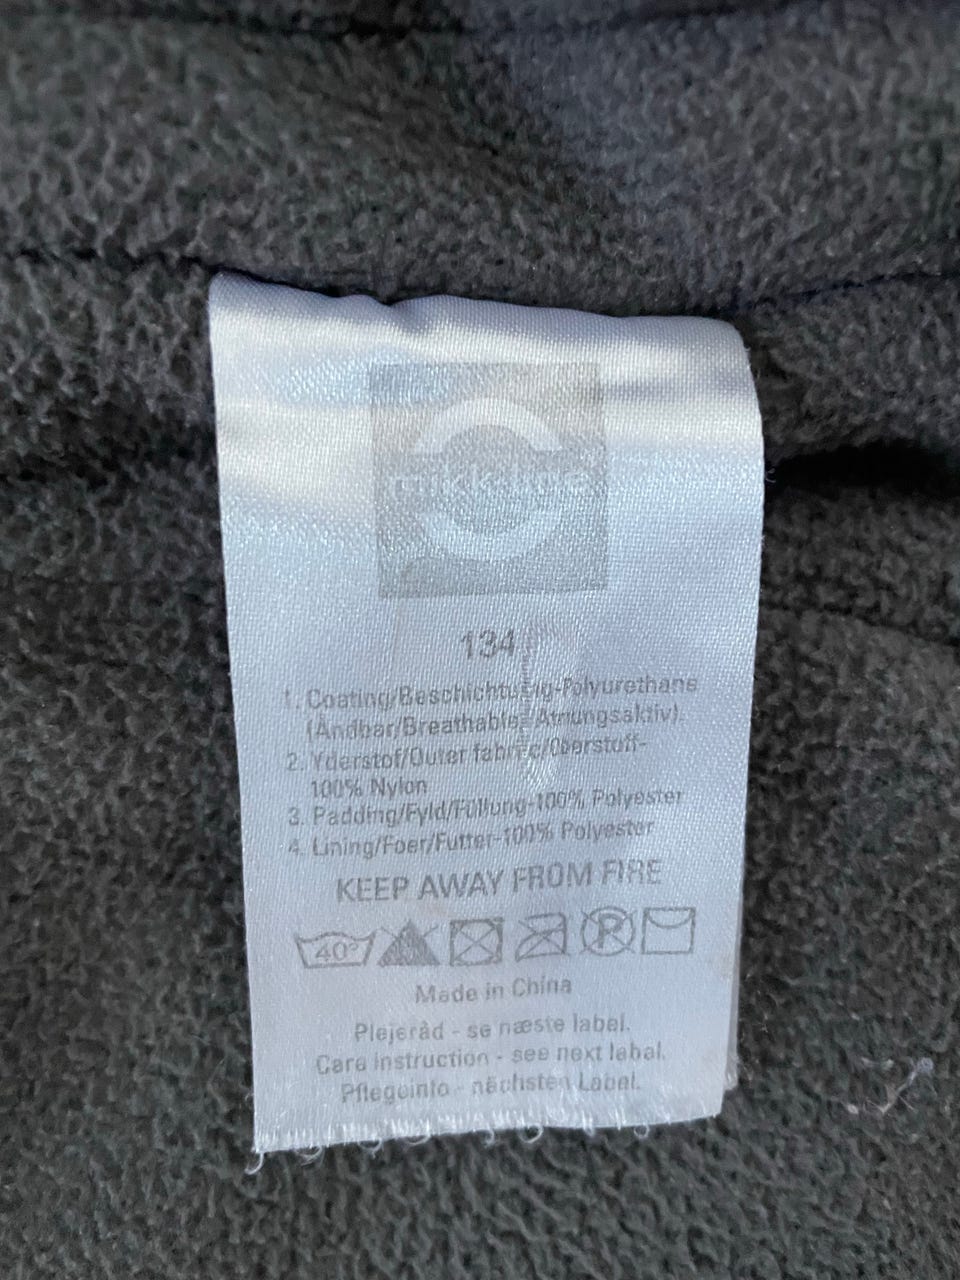 mikk-line
134
1. Coating/Beschichtung-Polyurethane
(Åndbar/Breathable/Atmungsaktiv).
2. Yderstof/Outer fabric/Oberstoff-
100% Nylon
3. Padding/Fyld/Füllung-100% Polyester
4. Lining/Foer/Futter-100% Polyester
KEEP AWAY FROM FIRE
40° P
Made in China
Plejeråd - se næste label.
Care instruction - see next label.
Pflegeinfo - nächsten Label.